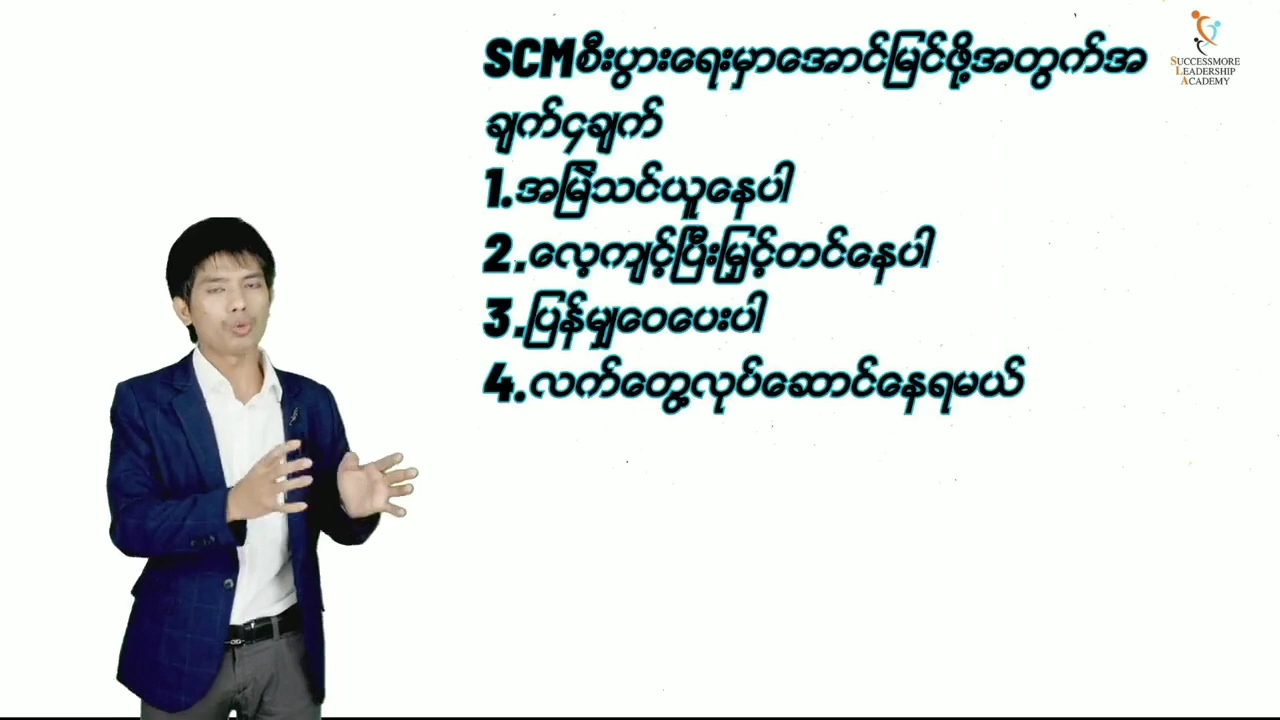 SCMစီးပွားရေးမှာအောင်မြင်ဖို့အတွက်အ
ချက်၄ချက်
1.အမြဲသင်ယူနေပါ
2.လေ့ကျင့်ပြီးမြှင့်တင်နေပါ
3.ပြန်မျှဝေပေးပါ
4.လက်တွေ့လုပ်ဆောင်နေရမယ်
SUCCESSMORE
LEADERSHIP
ACADEMY